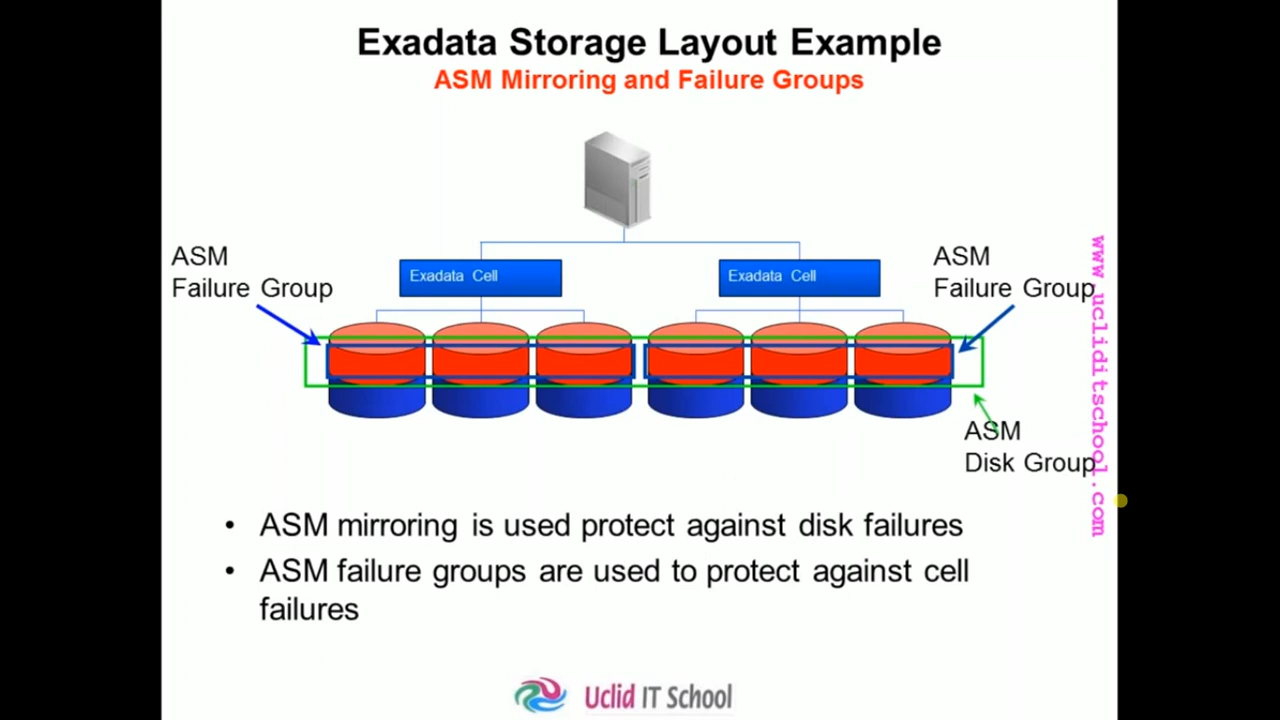 Exadata Storage Layout Example
ASM Mirroring and Failure Groups
ASM
Failure Group
Exadata Cell
Exadata Cell
ASM
Failure Group
ASM
Disk Group
www.ucliditschool.com
• ASM mirroring is used protect against disk failures
• ASM failure groups are used to protect against cell
failures
Uclid IT School